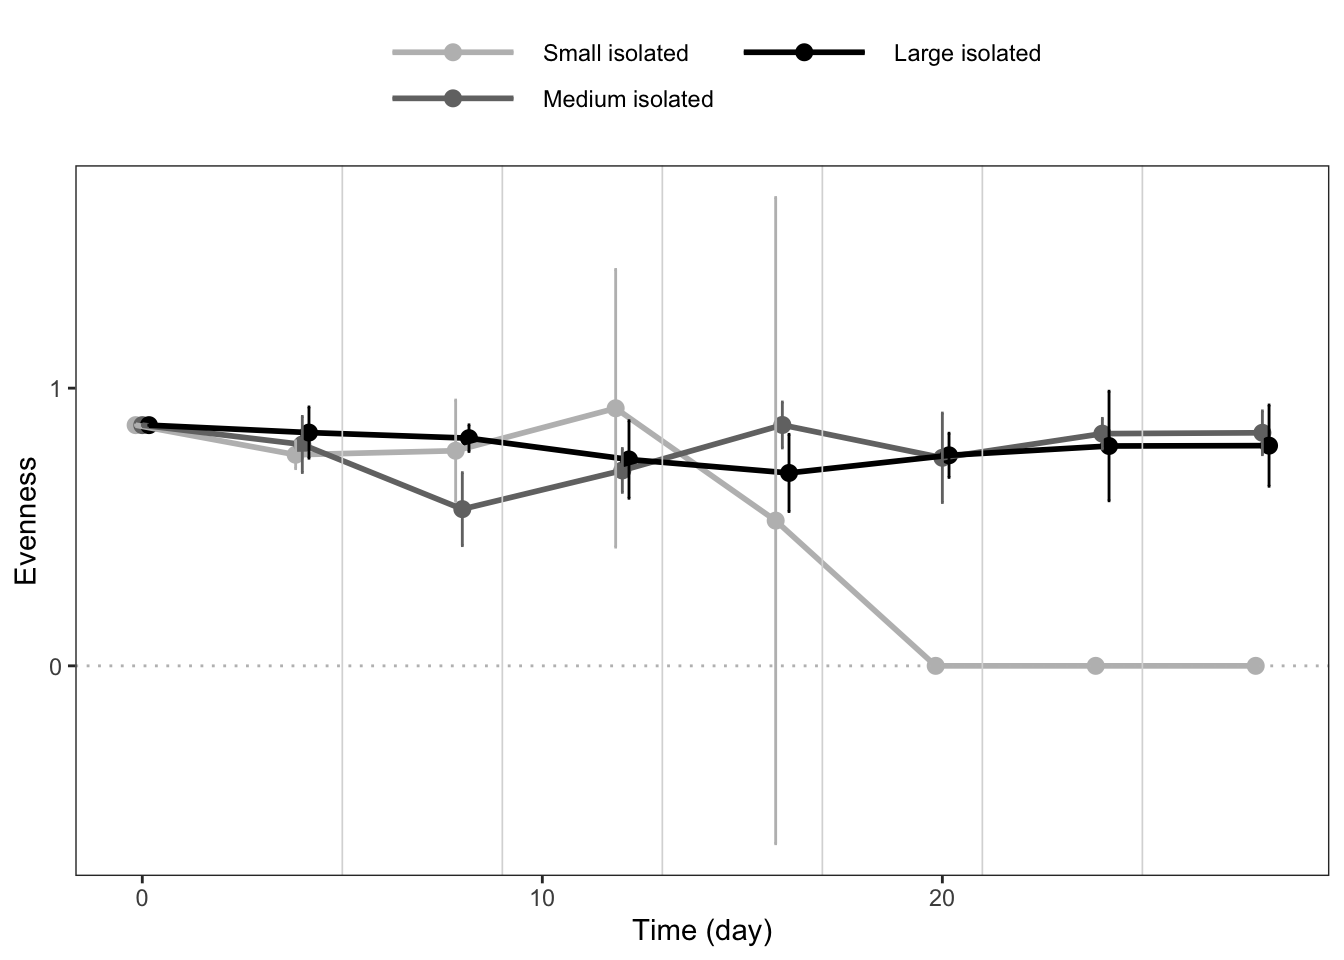 Small isolated
Large isolated
Medium isolated
Evenness
1
0
0
10
20
Time (day)